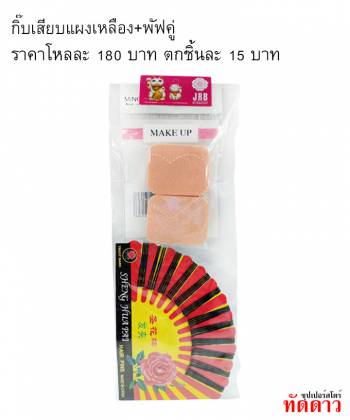 กิ๊บเสียบแผงเหลือง+พัฟคู่
ราคาโหลละ 180 บาท ตกชิ้นละ 15 บาท
JRB
MAKE UP
HAIR PINS
ซุปเปอร์สโตร์
ทัดดาว